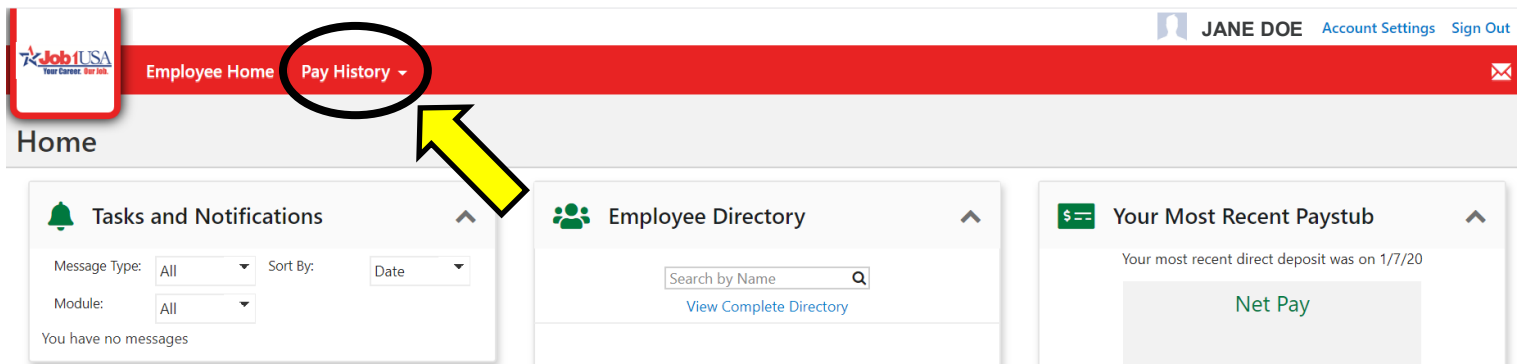 JANE DOE Account Settings Sign Out
Job1USA
Your Career. Our Job.
Employee Home Pay History
Home
Tasks and Notifications
Message Type: All Sort By: Date
Module: All
You have no messages
Employee Directory
Search by Name
View Complete Directory
Your Most Recent Paystub
Your most recent direct deposit was on 1/7/20
Net Pay